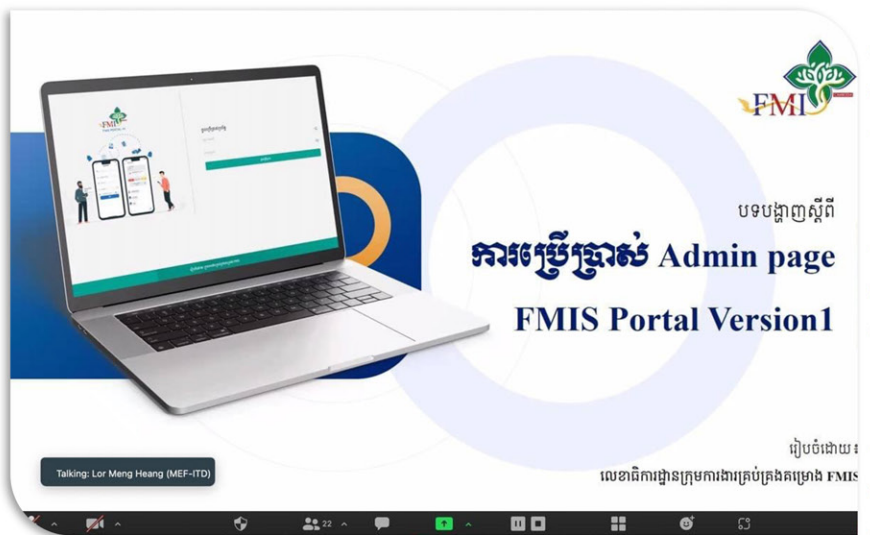 FMIS
បទបង្ហាញស្ដីពី
ការប្រើប្រាស់ Admin page
FMIS Portal Version1
រៀបចំដោយ៖
លេខាធិការដ្ឋានក្រុមការងារគ្រប់គ្រងគម្រោង FMIS
Talking: Lor Meng Heang (MEF-ITD)
22